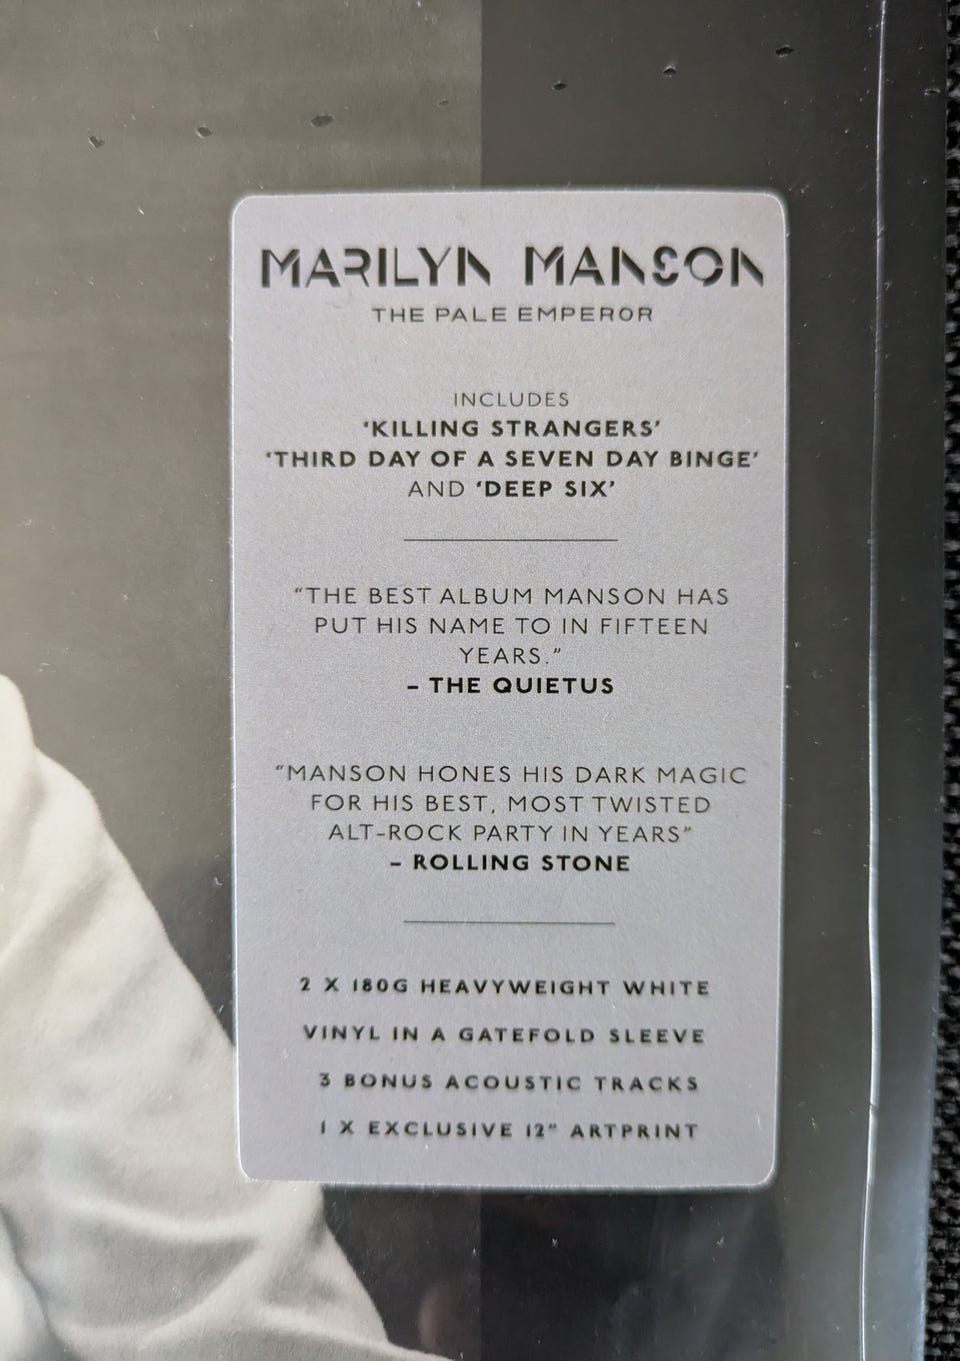 MARILYN MANSON
THE PALE EMPEROR
INCLUDES
'KILLING STRANGERS'
'THIRD DAY OF A SEVEN DAY BINGE'
AND 'DEEP SIX'
"THE BEST ALBUM MANSON HAS
PUT HIS NAME TO IN FIFTEEN
YEARS."
– THE QUIETUS
"MANSON HONES HIS DARK MAGIC
FOR HIS BEST, MOST TWISTED
ALT-ROCK PARTY IN YEARS"
– ROLLING STONE
2 X 180G HEAVYWEIGHT WHITE
VINYL IN A GATEFOLD SLEEVE
3 BONUS ACOUSTIC TRACKS
1 X EXCLUSIVE 12" ARTPRINT